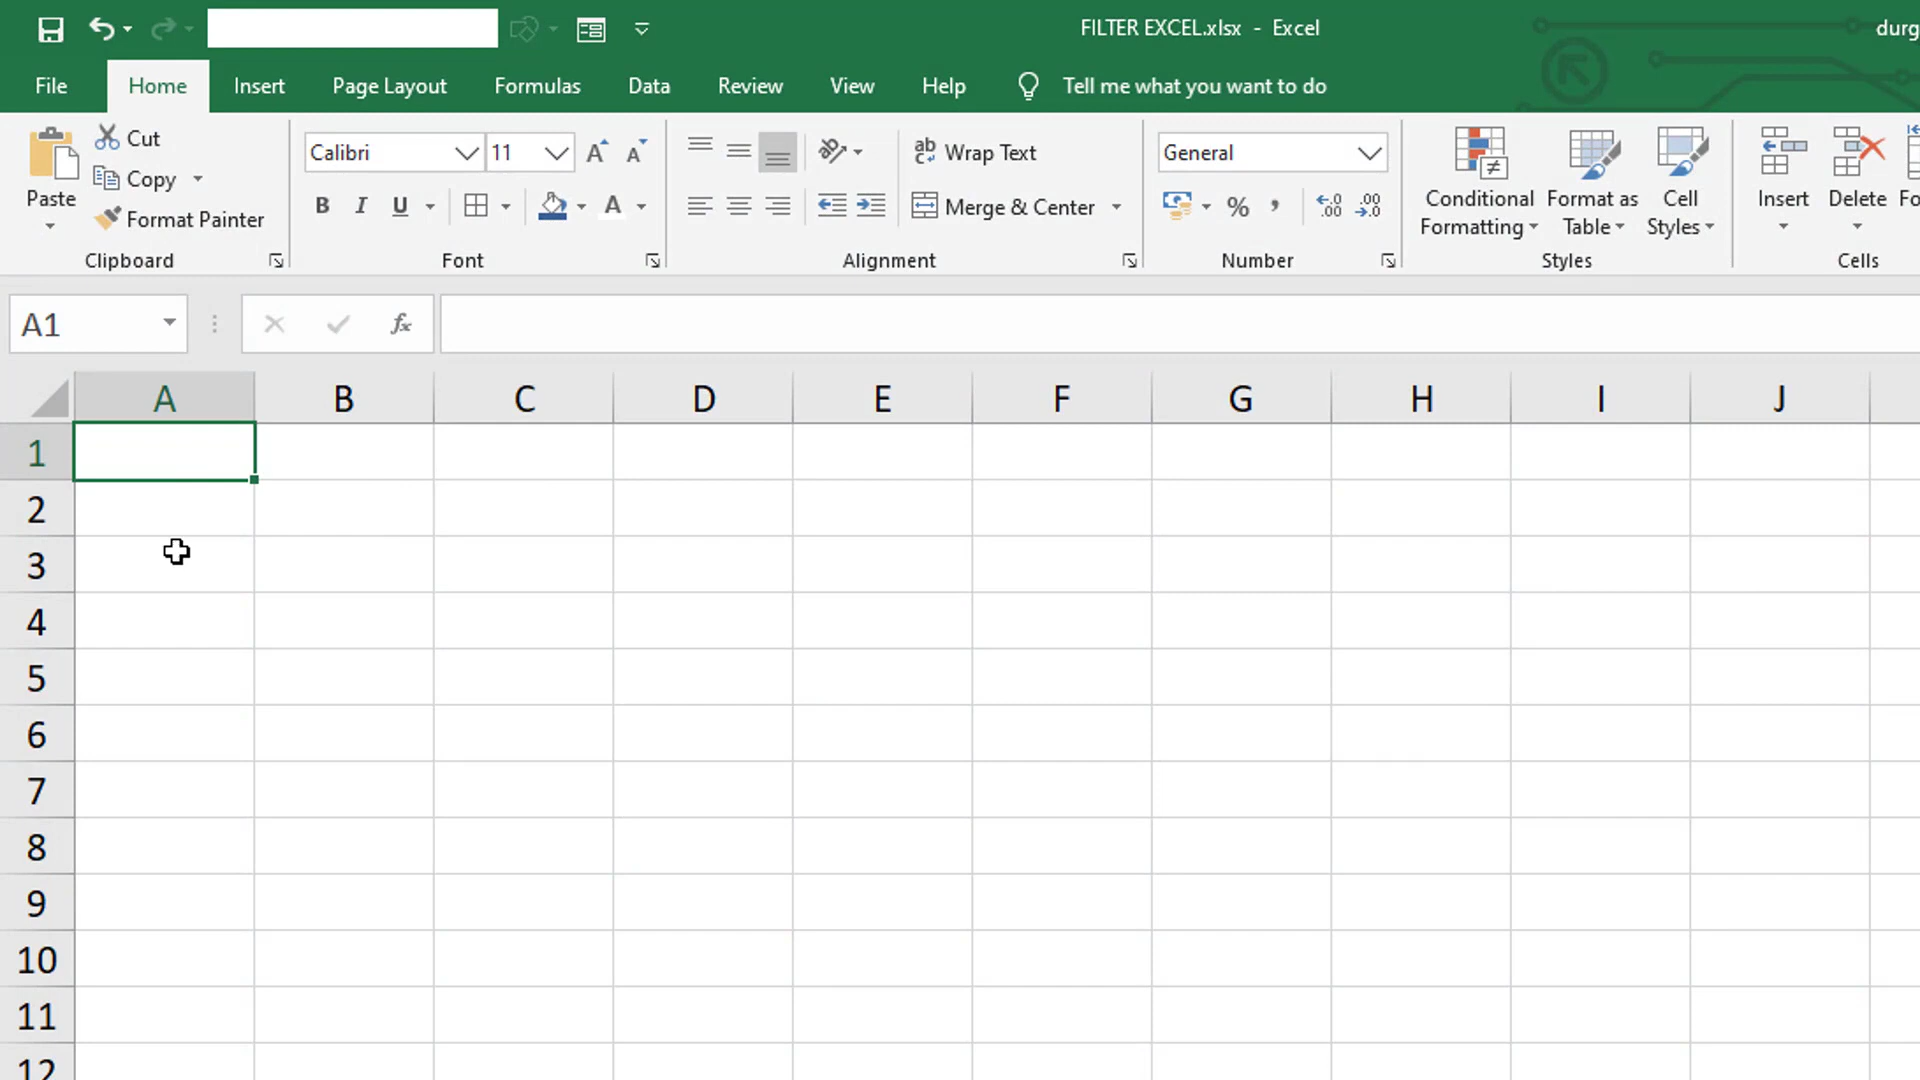 FILTER EXCEL.xlsx - Excel
durg
File Home Insert Page Layout Formulas Data Review View Help Tell me what you want to do
Paste
Cut
Copy
Format Painter
Clipboard
Calibri 11
B I U
Font
ab Wrap Text
Merge & Center
Alignment
General
% , .00 .00
Number
Conditional Formatting
Format as Table
Cell Styles
Styles
Insert
Delete
Fo
Cells
A1
fx
A B C D E F G H I J
1
2
3
4
5
6
7
8
9
10
11
12